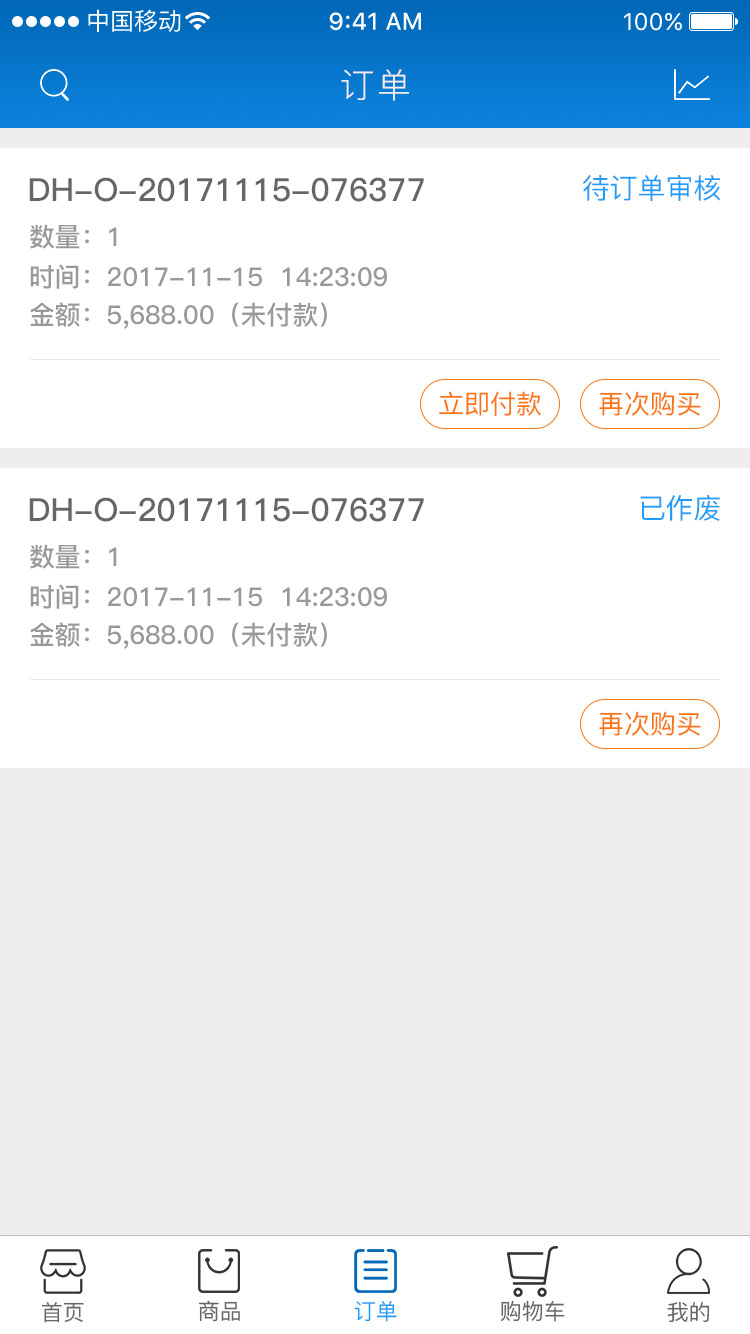 中国移动 9:41 AM 100%
订单
DH-O-20171115-076377 待订单审核
数量：1
时间：2017-11-15 14:23:09
金额：5,688.00（未付款）
立即付款 再次购买
DH-O-20171115-076377 已作废
数量：1
时间：2017-11-15 14:23:09
金额：5,688.00（未付款）
再次购买
首页 商品 订单 购物车 我的